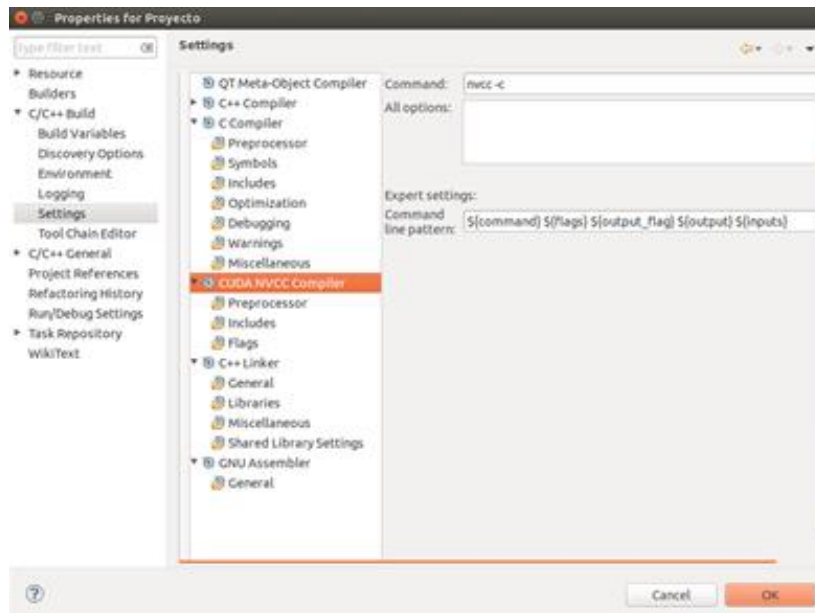 Properties for Proyecto
type filter text
Settings
Resource
Builders
C/C++ Build
Build Variables
Discovery Options
Environment
Logging
Settings
Tool Chain Editor
C/C++ General
Project References
Refactoring History
Run/Debug Settings
Task Repository
WikiText
QT Meta-Object Compiler
C++ Compiler
C Compiler
Preprocessor
Symbols
Includes
Optimization
Debugging
Warnings
Miscellaneous
CUDA NVCC Compiler
Preprocessor
Includes
Flags
C++ Linker
General
Libraries
Miscellaneous
Shared Library Settings
GNU Assembler
General
Command: nvcc -c
All options:
Expert settings:
Command
line pattern: ${command} ${flags} ${output_flag} ${output} ${inputs}
Cancel
OK